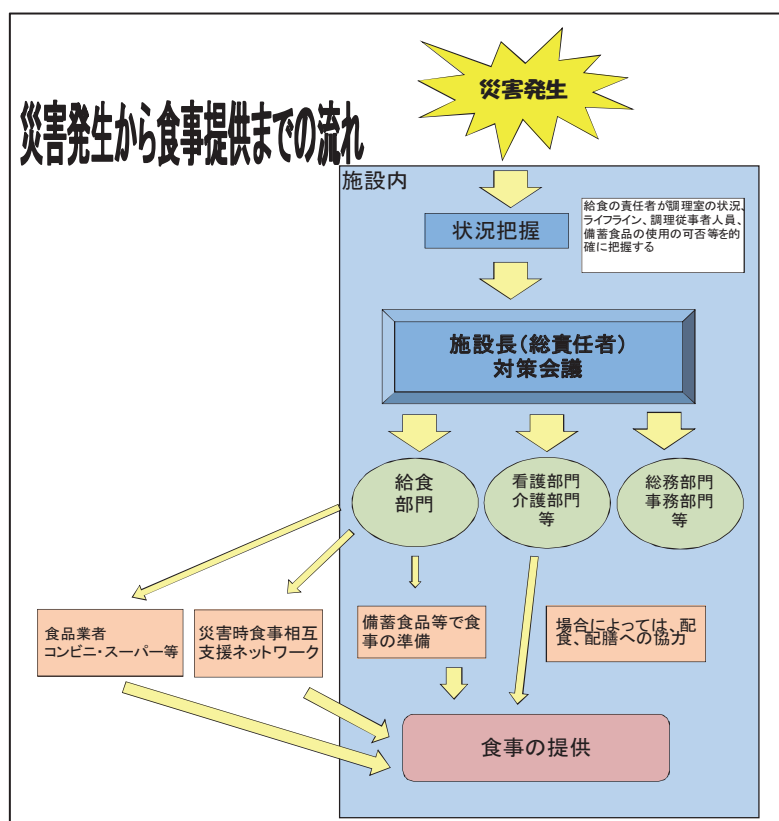 災害発生
災害発生から食事提供までの流れ
施設内
状況把握
給食の責任者が調理室の状況、
ライフライン、調理従事者人員、
備蓄食品の使用の可否等を的
確に把握する
施設長(総責任者)
対策会議
給食
部門
看護部門
介護部門
等
総務部門
事務部門
等
食品業者
コンビニ・スーパー等
災害時食事相互
支援ネットワーク
備蓄食品等で食
事の準備
場合によっては、配
食、配膳への協力
食事の提供